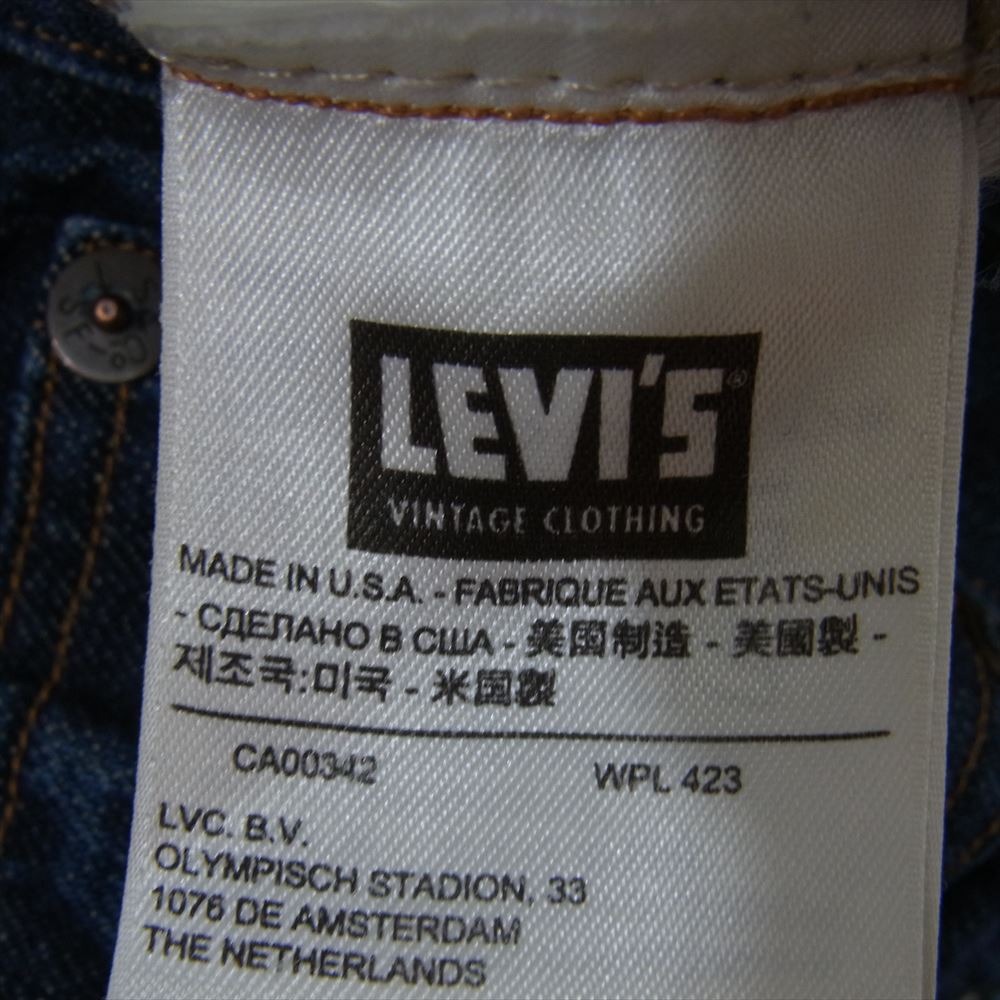 LEVI'S®
VINTAGE CLOTHING
MADE IN U.S.A. - FABRIQUE AUX ETATS-UNIS
- СДЕЛАНО В США - 美国制造 - 美國製 -
제조국:미국 - 米国製
CA00342 WPL 423
LVC. B.V.
OLYMPISCH STADION, 33
1076 DE AMSTERDAM
THE NETHERLANDS